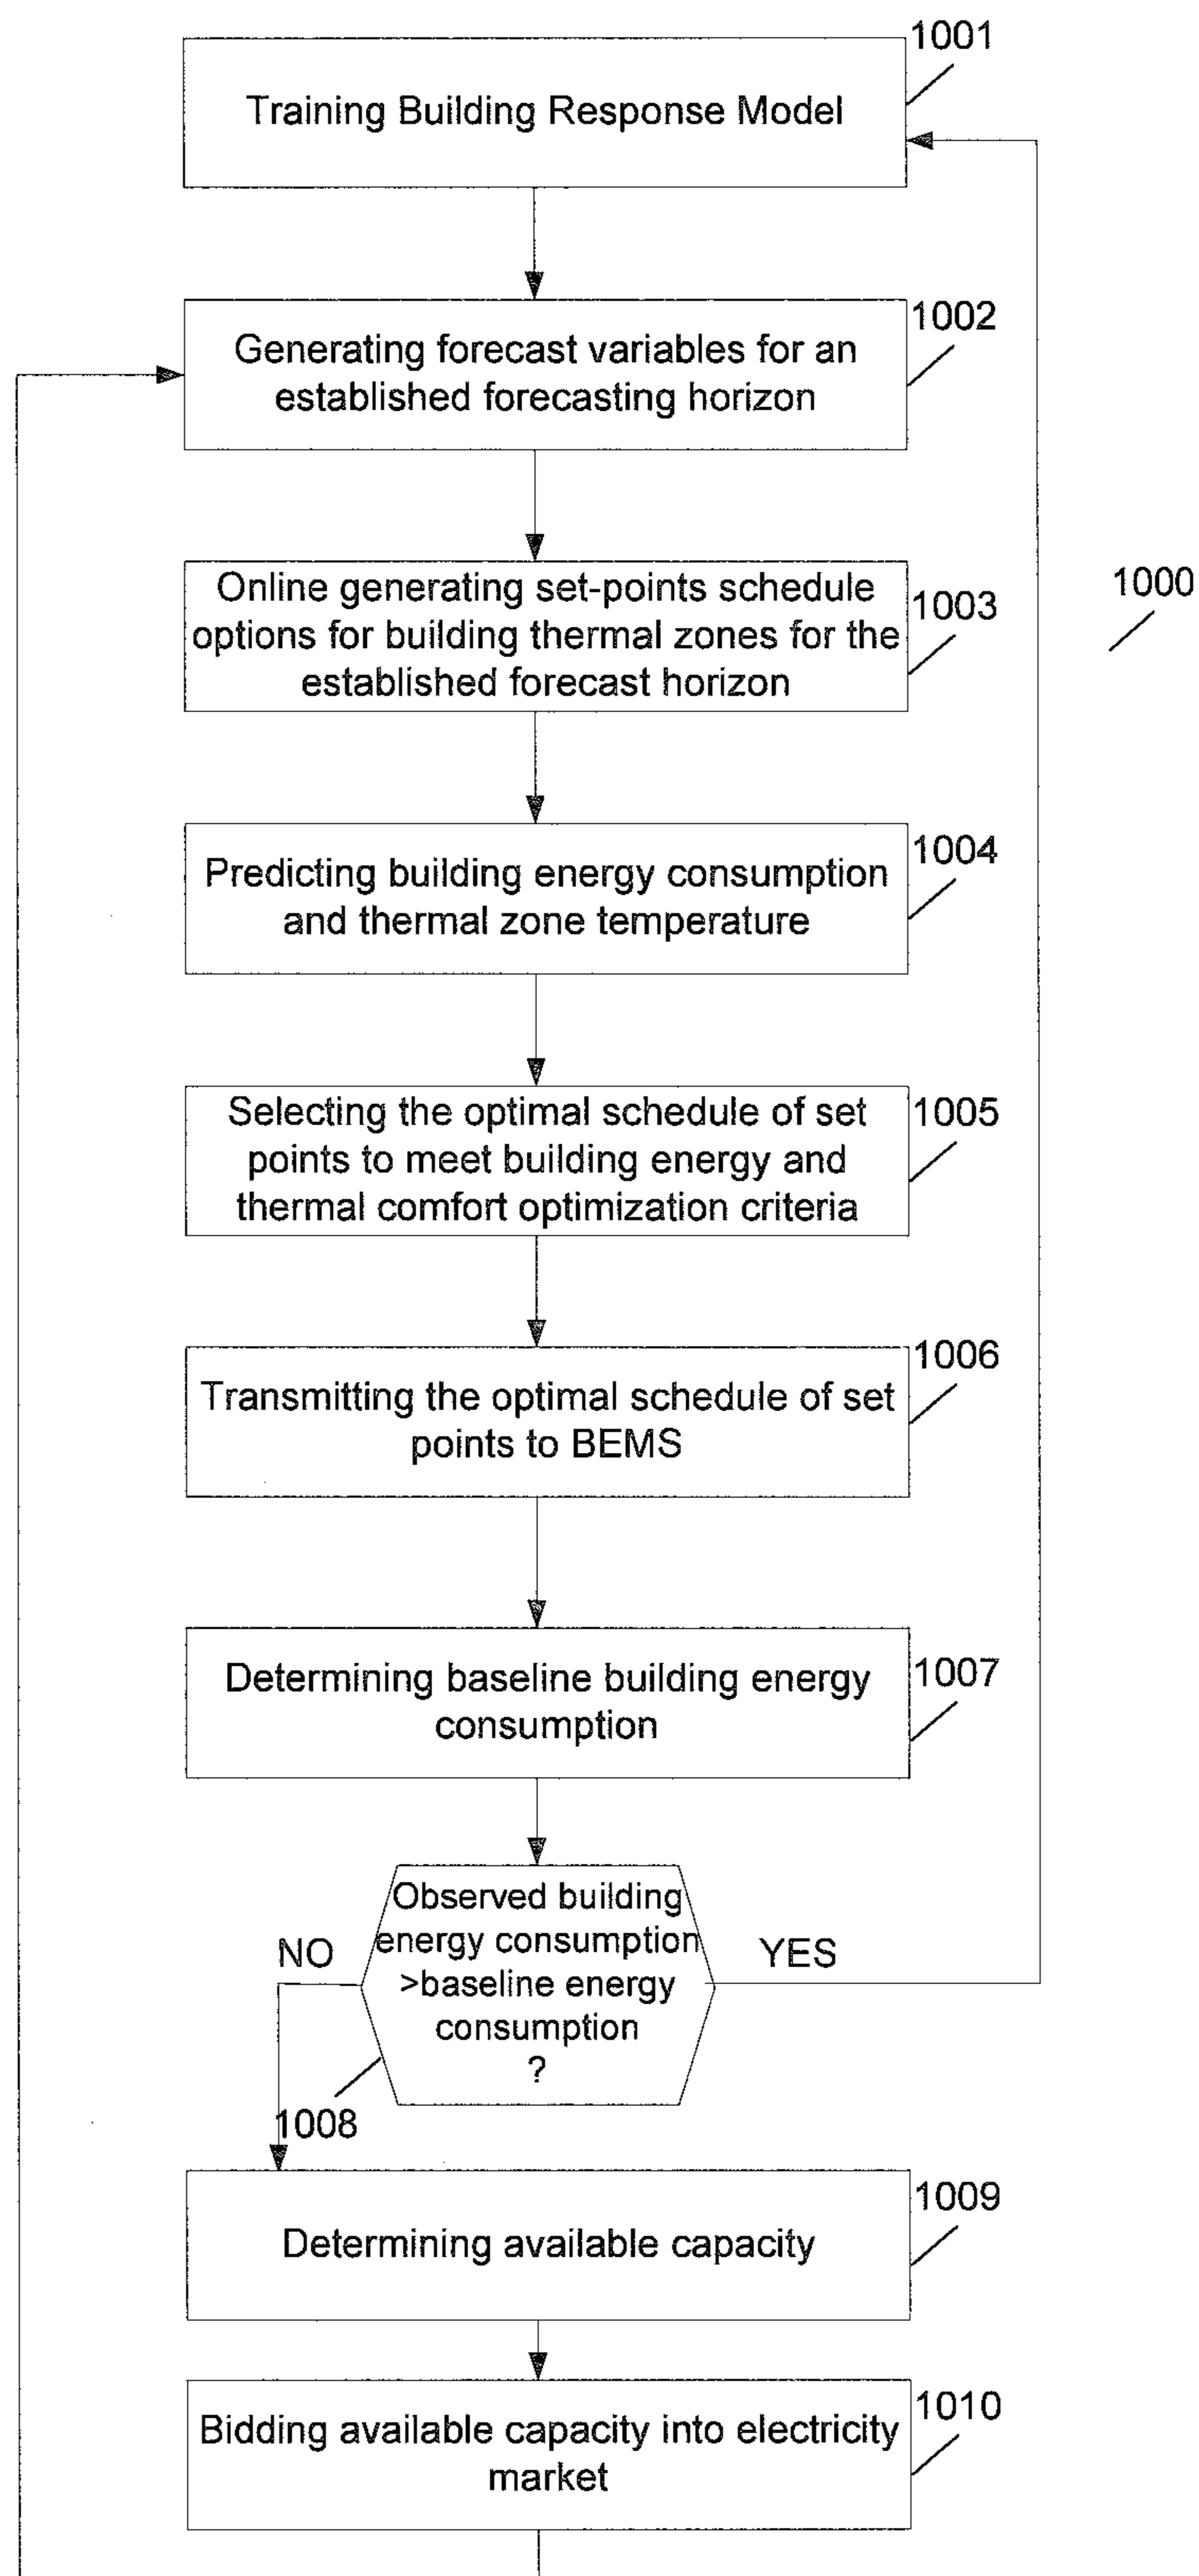 1001
Training Building Response Model
1002
Generating forecast variables for an
established forecasting horizon
1000
Online generating set-points schedule
options for building thermal zones for the
established forecast horizon
1003
1004
Predicting building energy consumption
and thermal zone temperature
1005
Selecting the optimal schedule of set
points to meet building energy and
thermal comfort optimization criteria
1006
Transmitting the optimal schedule of set
points to BEMS
1007
Determining baseline building energy
consumption
Observed building
energy consumption
>baseline energy
consumption
?
NO
YES
1008
1009
Determining available capacity
1010
Bidding available capacity into electricity
market